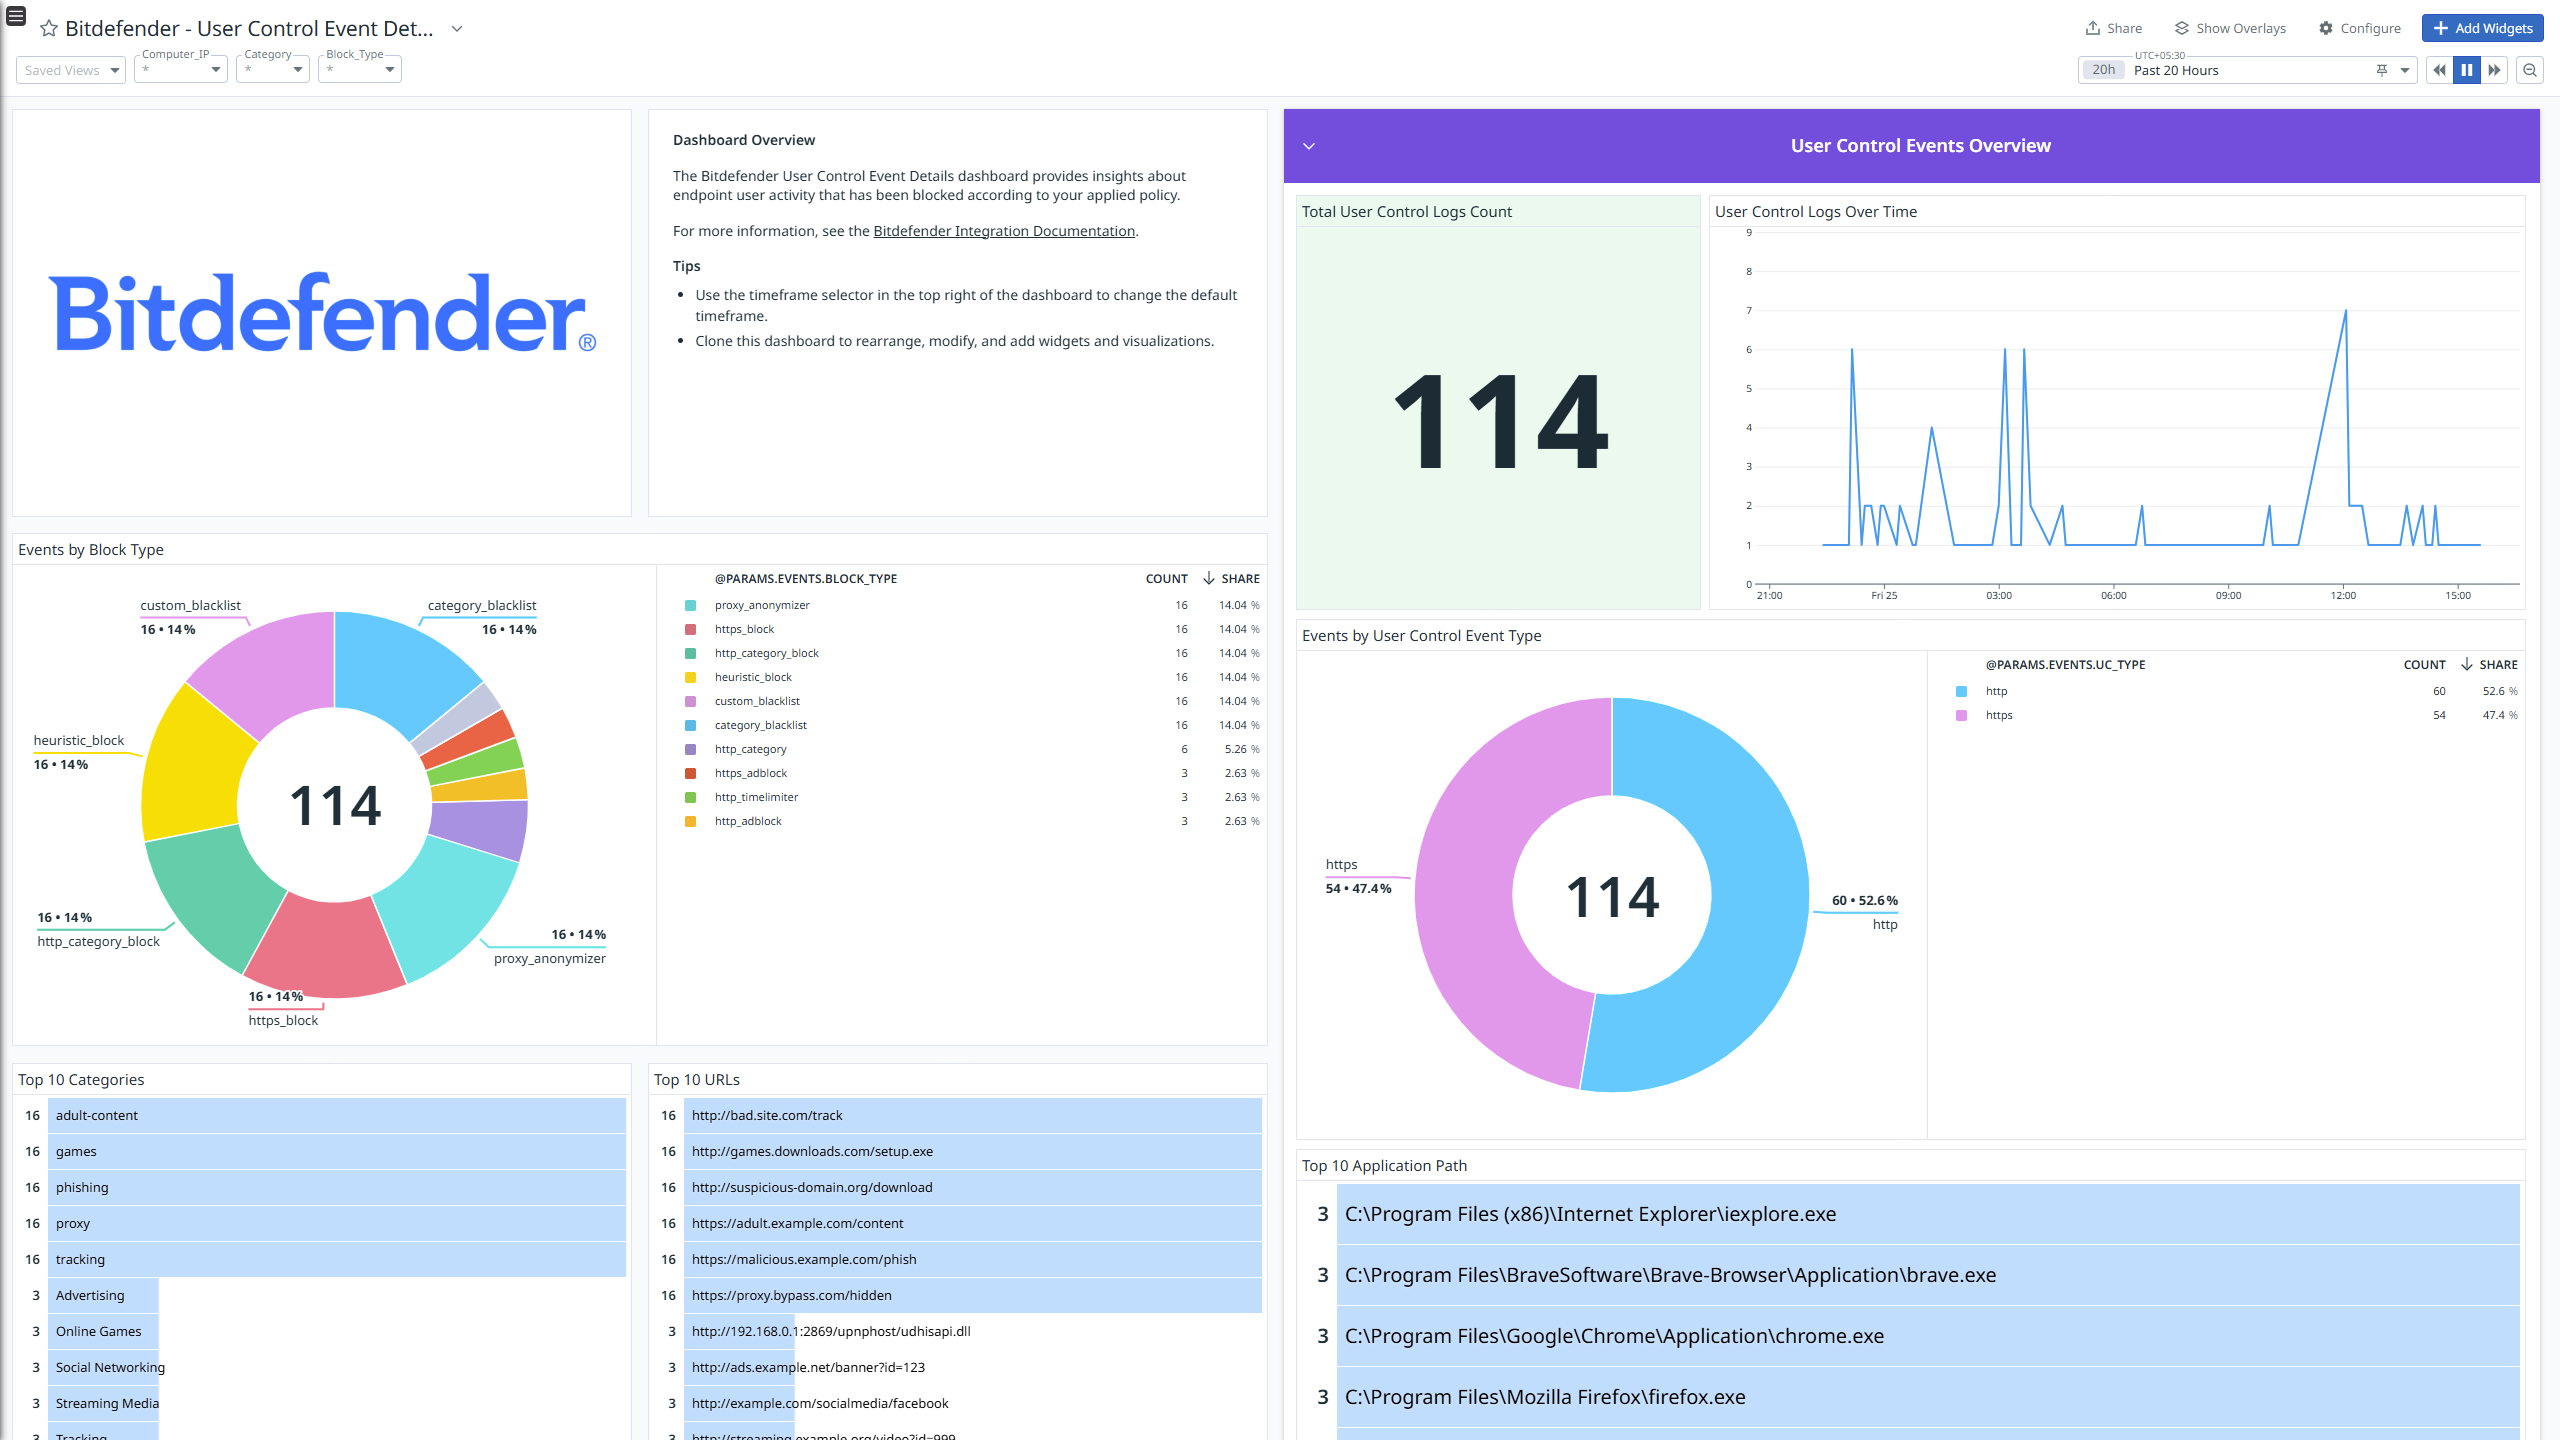 Bitdefender - User Control Event Det...
Share
Show Overlays
Configure
Add Widgets
Saved Views
Computer_IP
*
Category
*
Block_Type
*
UTC+05:30
20h
Past 20 Hours
Bitdefender®
Dashboard Overview
The Bitdefender User Control Event Details dashboard provides insights about
endpoint user activity that has been blocked according to your applied policy.
For more information, see the Bitdefender Integration Documentation.
Tips
• Use the timeframe selector in the top right of the dashboard to change the default
timeframe.
• Clone this dashboard to rearrange, modify, and add widgets and visualizations.
User Control Events Overview
Total User Control Logs Count
114
User Control Logs Over Time
9
8
7
6
5
4
3
2
1
0
21:00 Fri 25 03:00 06:00 09:00 12:00 15:00
Events by Block Type
custom_blacklist
16 • 14%
category_blacklist
16 • 14%
heuristic_block
16 • 14%
114
16 • 14%
http_category_block
16 • 14%
proxy_anonymizer
16 • 14%
https_block
@PARAMS.EVENTS.BLOCK_TYPE COUNT SHARE
proxy_anonymizer 16 14.04 %
https_block 16 14.04 %
http_category_block 16 14.04 %
heuristic_block 16 14.04 %
custom_blacklist 16 14.04 %
category_blacklist 16 14.04 %
http_category 6 5.26 %
https_adblock 3 2.63 %
http_timelimiter 3 2.63 %
http_adblock 3 2.63 %
Events by User Control Event Type
https
54 • 47.4%
114
60 • 52.6%
http
@PARAMS.EVENTS.UC_TYPE COUNT SHARE
http 60 52.6 %
https 54 47.4 %
Top 10 Categories
16 adult-content
16 games
16 phishing
16 proxy
16 tracking
3 Advertising
3 Online Games
3 Social Networking
3 Streaming Media
3 Tracking
Top 10 URLs
16 http://bad.site.com/track
16 http://games.downloads.com/setup.exe
16 http://suspicious-domain.org/download
16 https://adult.example.com/content
16 https://malicious.example.com/phish
16 https://proxy.bypass.com/hidden
3 http://192.168.0.1:2869/upnphost/udhisapi.dll
3 http://ads.example.net/banner?id=123
3 http://example.com/socialmedia/facebook
3 http://streaming.example.org/video?id=999
Top 10 Application Path
3 C:\Program Files (x86)\Internet Explorer\iexplore.exe
3 C:\Program Files\BraveSoftware\Brave-Browser\Application\brave.exe
3 C:\Program Files\Google\Chrome\Application\chrome.exe
3 C:\Program Files\Mozilla Firefox\firefox.exe